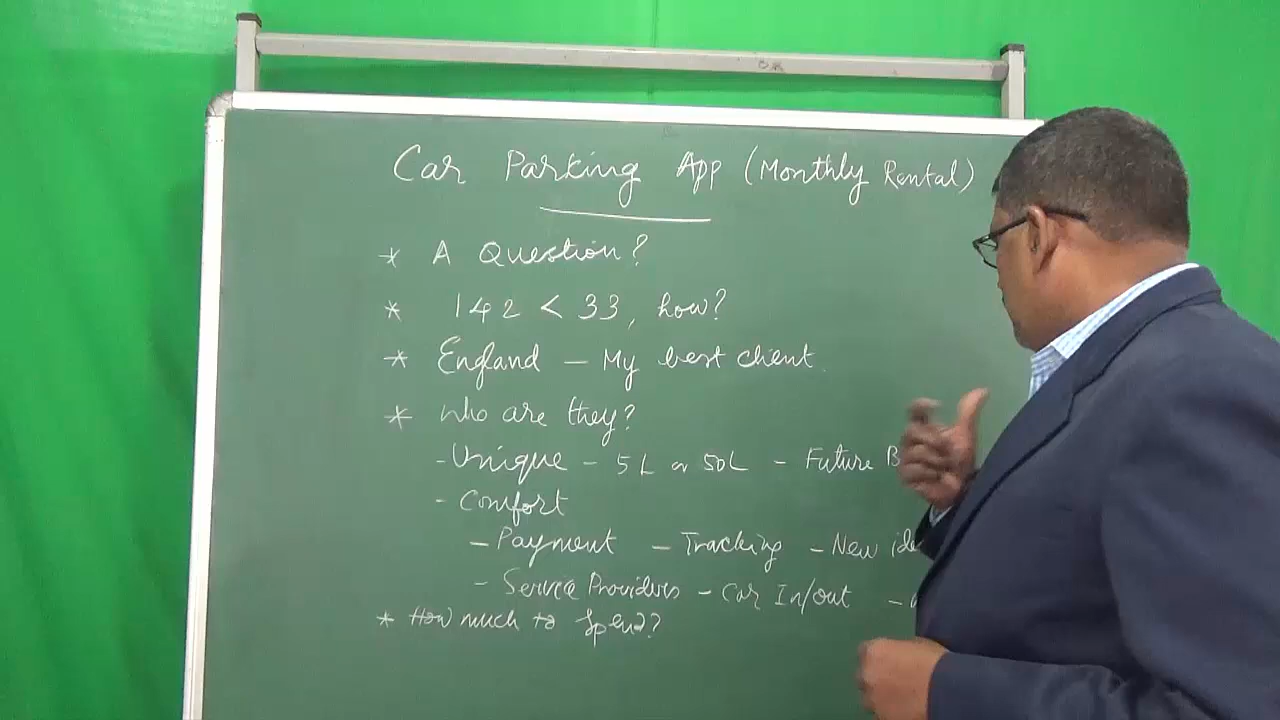 Car Parking App (Monthly Rental)
* A Question?
* 142 < 33, how?
* England – My best client.
* Who are they?
- Unique - 5L or 50L - Future
- Comfort
- Payment - Tracking - New
- Service Providers - Car In/out -
* How much to Spend?